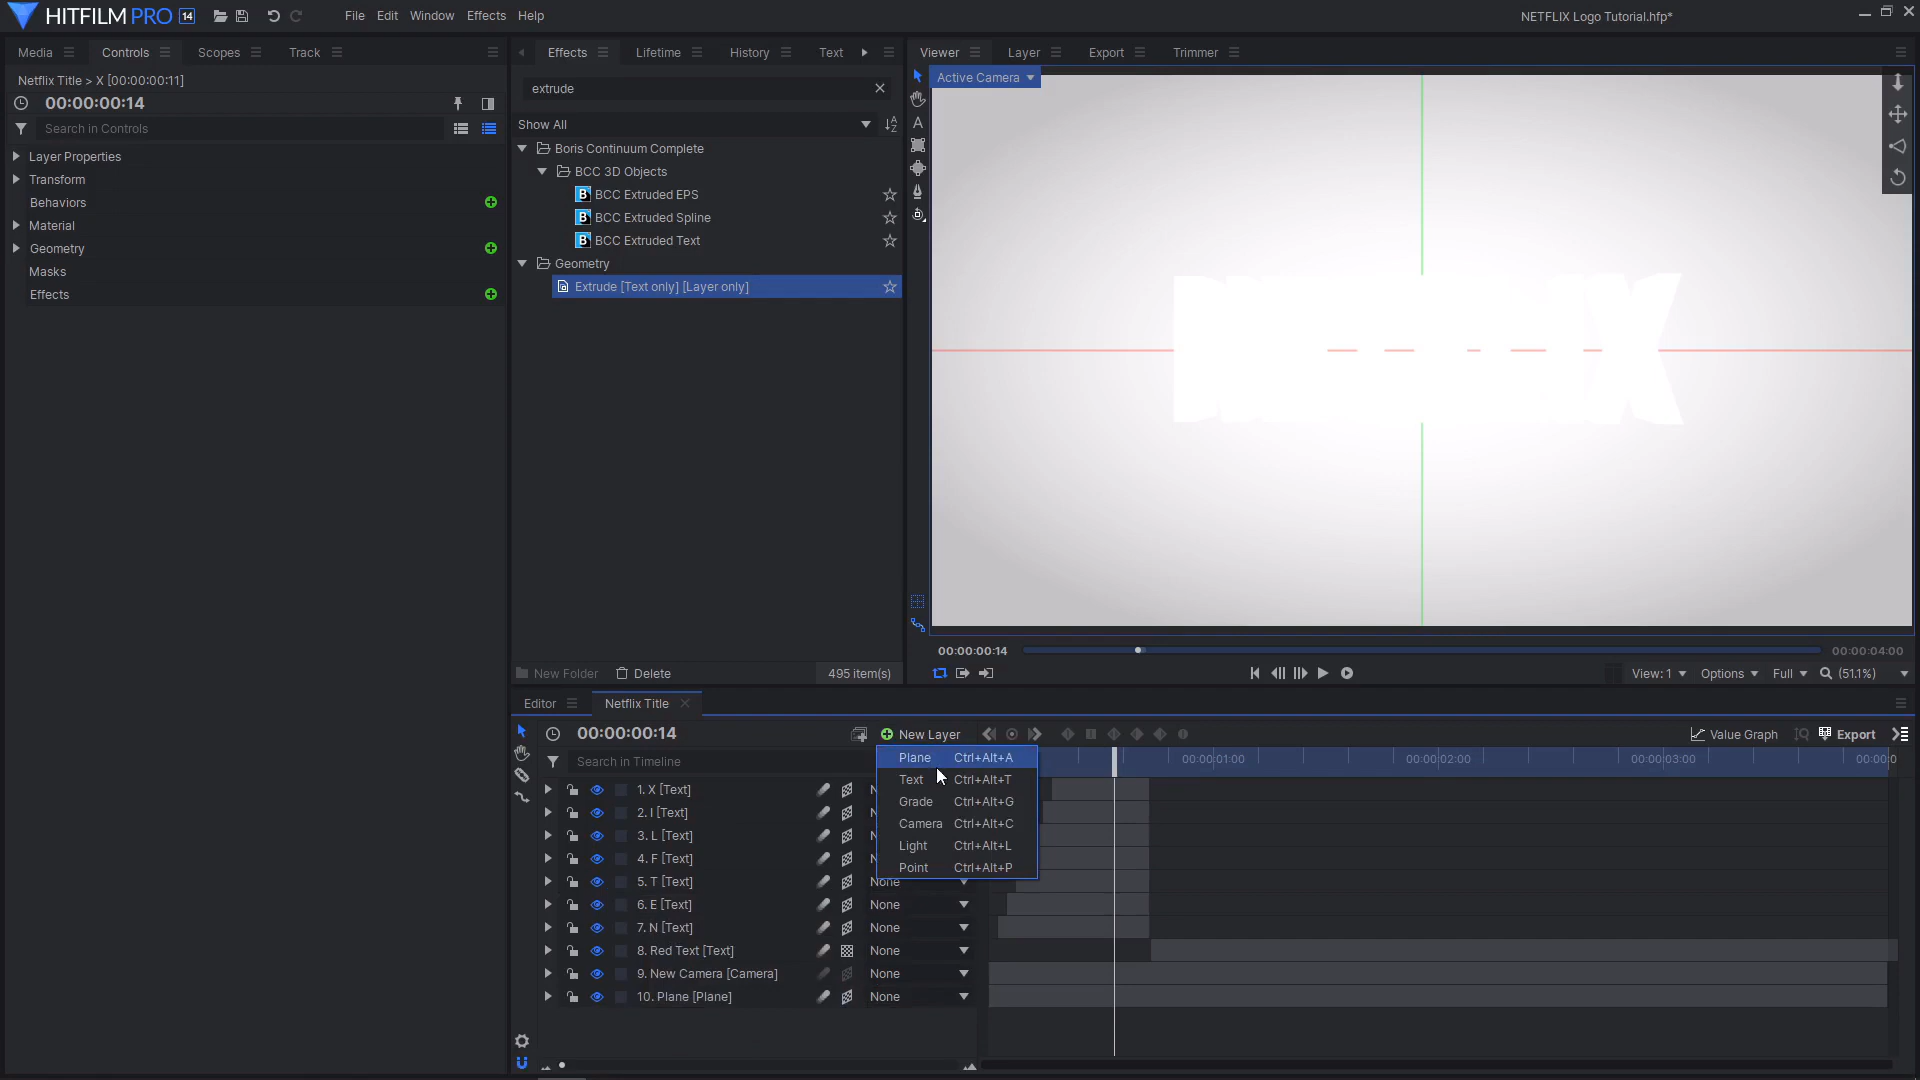 HITFILM PRO 14
File Edit Window Effects Help
NETFLIX Logo Tutorial.hfp*
Media Controls Scopes Track
Netflix Title > X [00:00:00:11]
00:00:00:14
Search in Controls
Layer Properties
Transform
Behaviors
Material
Geometry
Masks
Effects
Effects Lifetime History Text
extrude
Show All
Boris Continuum Complete
BCC 3D Objects
BCC Extruded EPS
BCC Extruded Spline
BCC Extruded Text
Geometry
Extrude [Text only] [Layer only]
New Folder Delete 495 item(s)
Viewer Layer Export Trimmer
Active Camera
00:00:00:14 00:00:04:00
View: 1 Options Full (51.1%)
Editor Netflix Title
00:00:00:14 New Layer Value Graph Export
Search in Timeline
00:00:01:00 00:00:02:00 00:00:03:00 00:00:0
Plane Ctrl+Alt+A
Text Ctrl+Alt+T
Grade Ctrl+Alt+G
Camera Ctrl+Alt+C
Light Ctrl+Alt+L
Point Ctrl+Alt+P
1. X [Text]
2. I [Text]
3. L [Text]
4. F [Text]
5. T [Text] None
6. E [Text] None
7. N [Text] None
8. Red Text [Text] None
9. New Camera [Camera] None
10. Plane [Plane] None